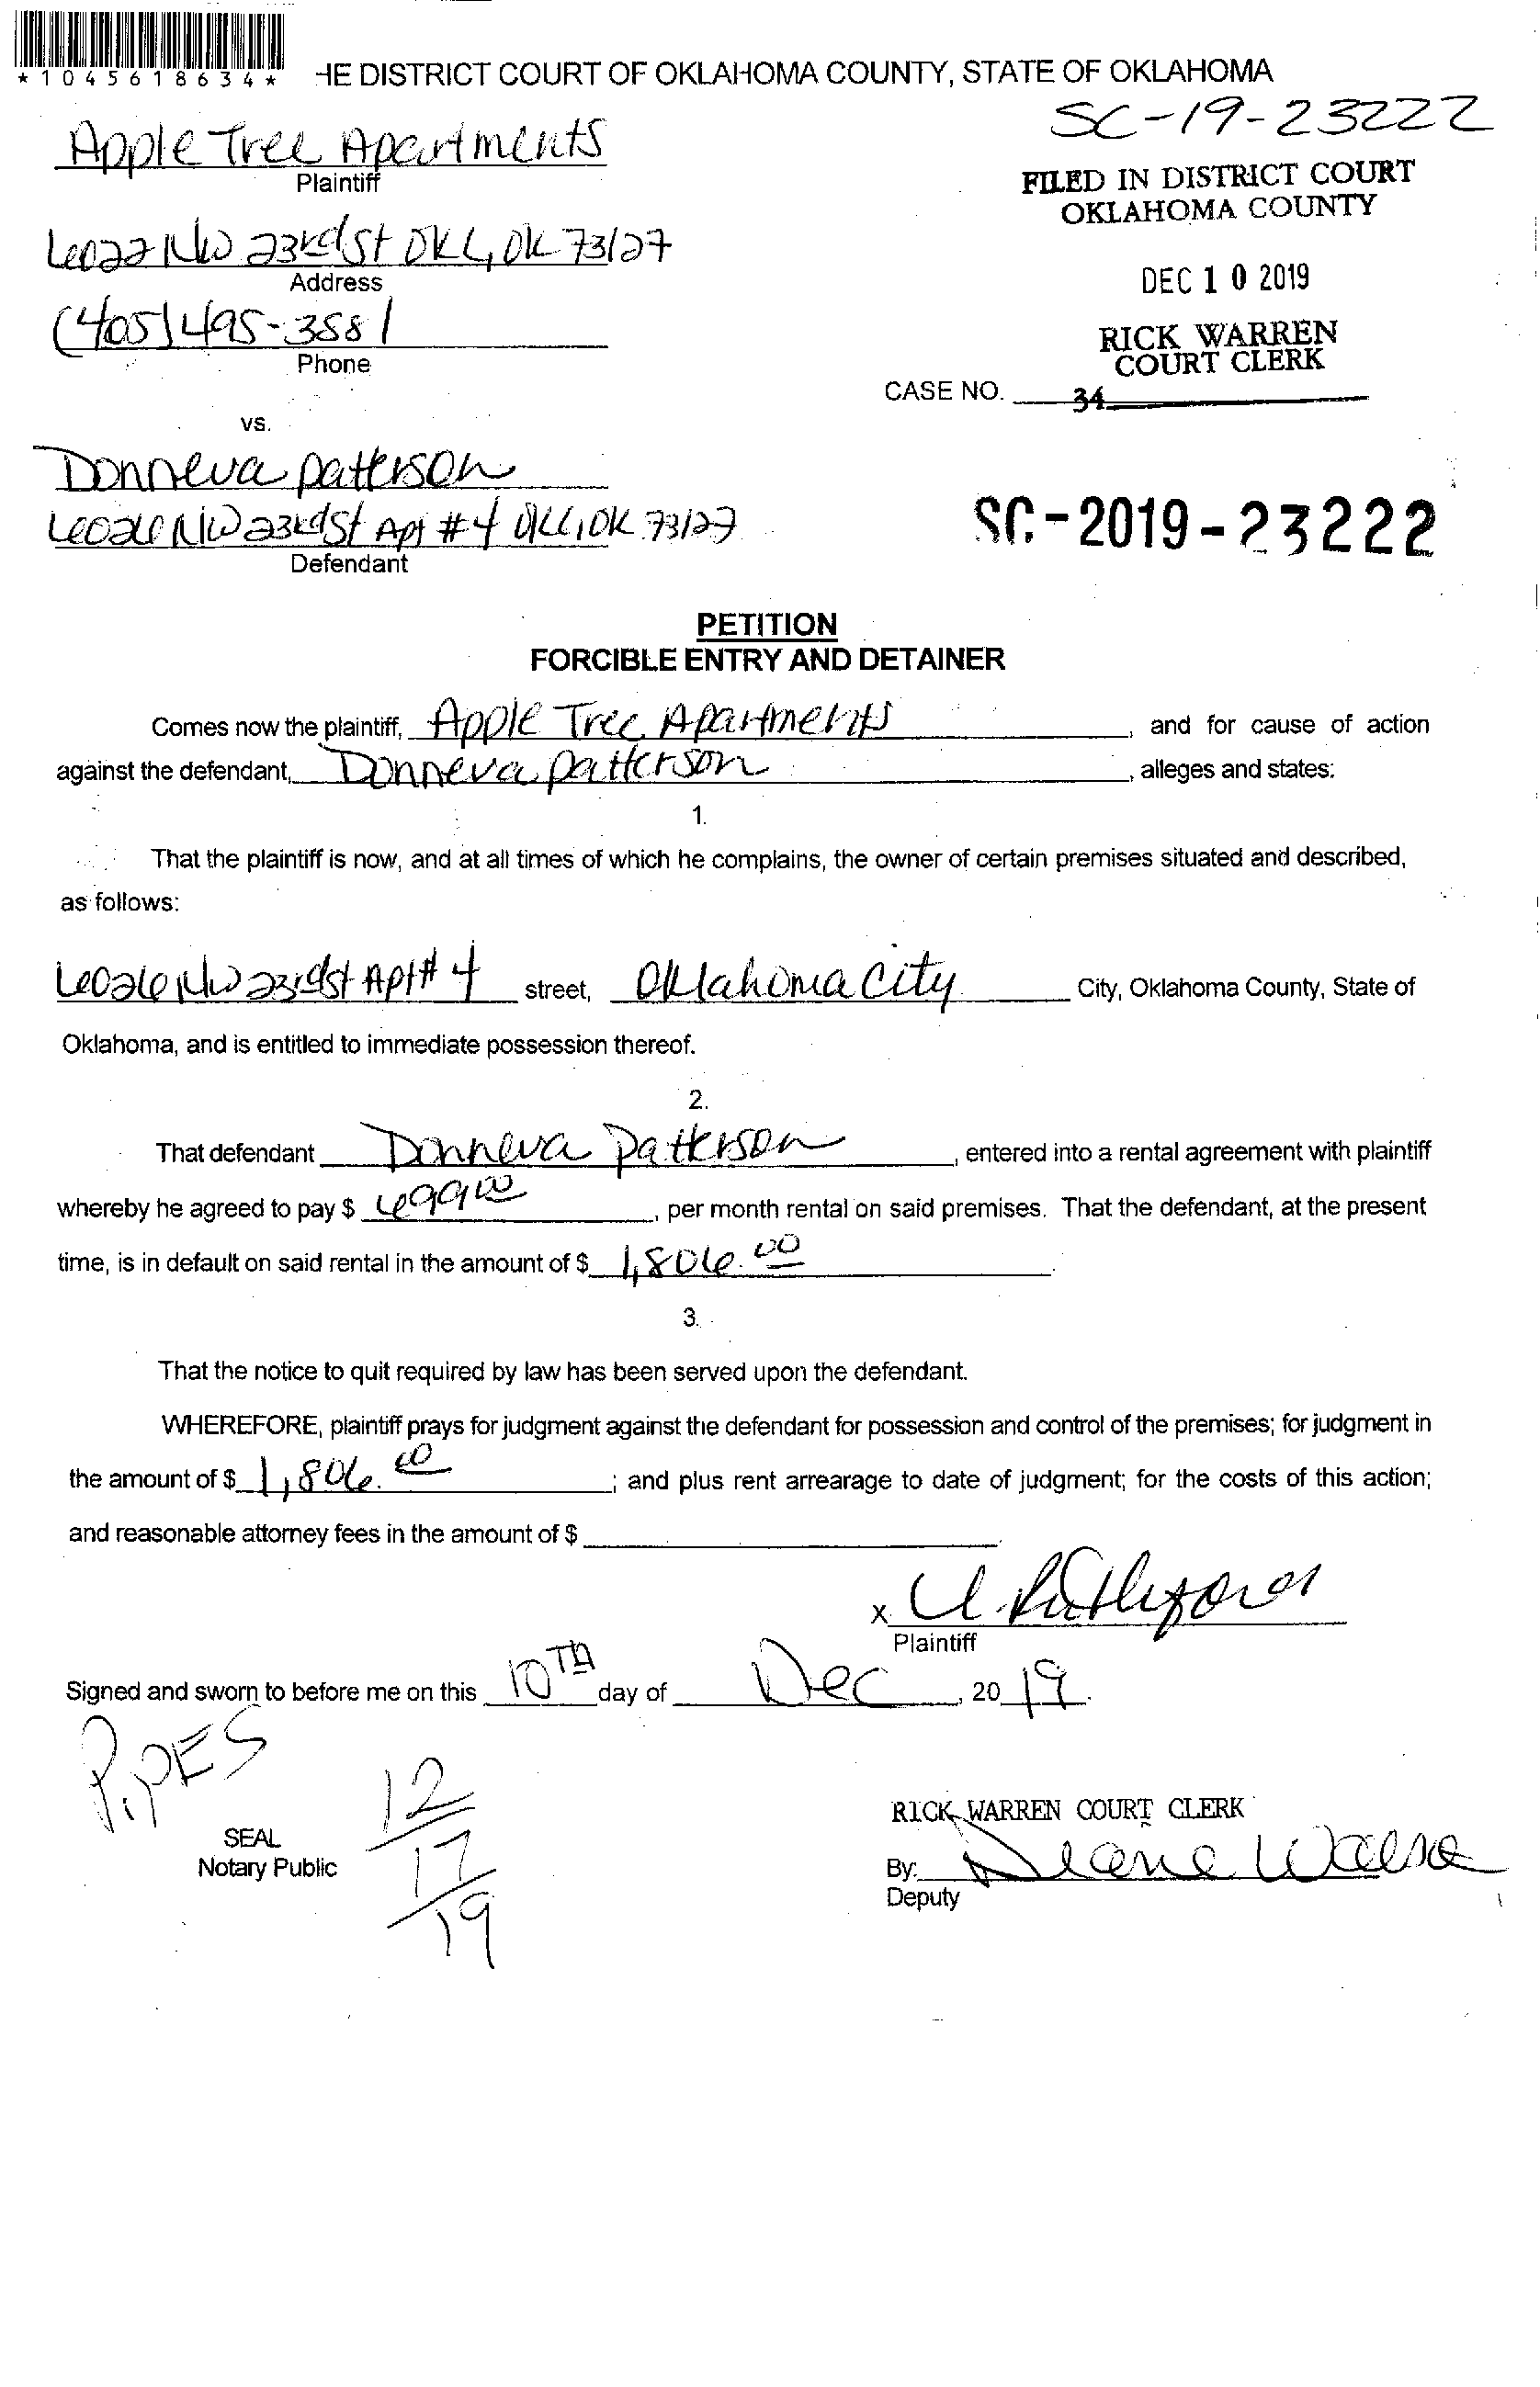 *1045618634*
HE DISTRICT COURT OF OKLAHOMA COUNTY, STATE OF OKLAHOMA
SC-19-23222
Apple Tree Apartments
Plaintiff
FILED IN DISTRICT COURT
OKLAHOMA COUNTY
6022 NW 23rd St OKC, OK 73127
Address
DEC 10 2019
(405) 495-3581
Phone
RICK WARREN
COURT CLERK
CASE NO.
34
vs.
Donneva Patterson
6026 NW 23rd St Apt #4 OKC, OK 73127
Defendant
SC-2019-23222
PETITION
FORCIBLE ENTRY AND DETAINER
Comes now the plaintiff, Apple Tree Apartments, and for cause of action
against the defendant, Donneva Patterson, alleges and states:
1.
That the plaintiff is now, and at all times of which he complains, the owner of certain premises situated and described,
as follows:
6026 NW 23rd St Apt# 4 street, Oklahoma City City, Oklahoma County, State of
Oklahoma, and is entitled to immediate possession thereof.
2.
That defendant Donneva Patterson, entered into a rental agreement with plaintiff
whereby he agreed to pay $ 699.00, per month rental on said premises. That the defendant, at the present
time, is in default on said rental in the amount of $ 1,806.00.
3.
That the notice to quit required by law has been served upon the defendant.
WHEREFORE, plaintiff prays for judgment against the defendant for possession and control of the premises; for judgment in
the amount of $ 1,806.00; and plus rent arrearage to date of judgment; for the costs of this action;
and reasonable attorney fees in the amount of $
x
Plaintiff
Signed and sworn to before me on this 10TH day of Dec, 2019.
PIPES
12/17/19
SEAL
Notary Public
RICK WARREN COURT CLERK
By:
Deputy